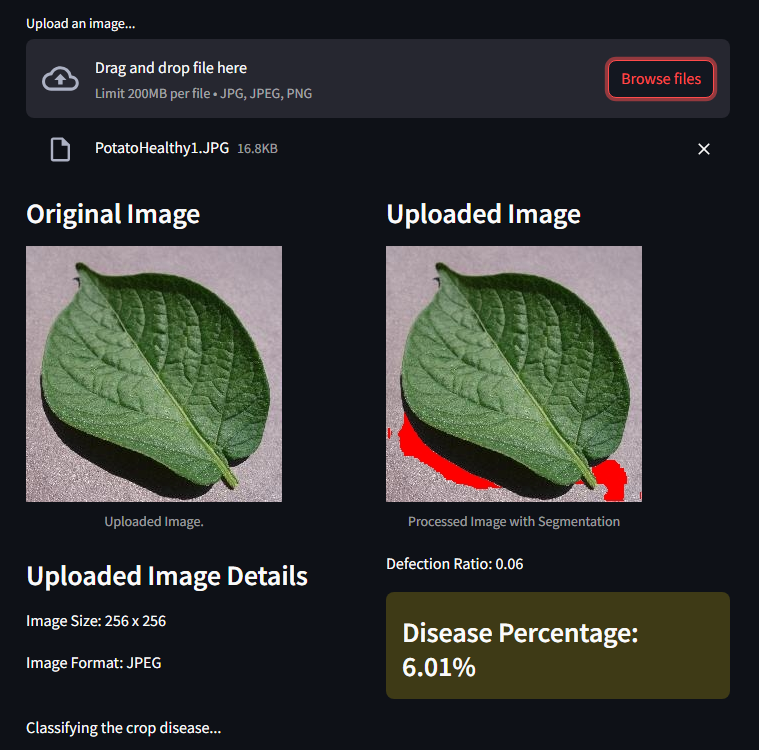 Upload an image...
Drag and drop file here
Limit 200MB per file • JPG, JPEG, PNG
Browse files
PotatoHealthy1.JPG 16.8KB
Original Image
Uploaded Image.
Uploaded Image Details
Image Size: 256 x 256
Image Format: JPEG
Uploaded Image
Processed Image with Segmentation
Defection Ratio: 0.06
Disease Percentage:
6.01%
Classifying the crop disease...